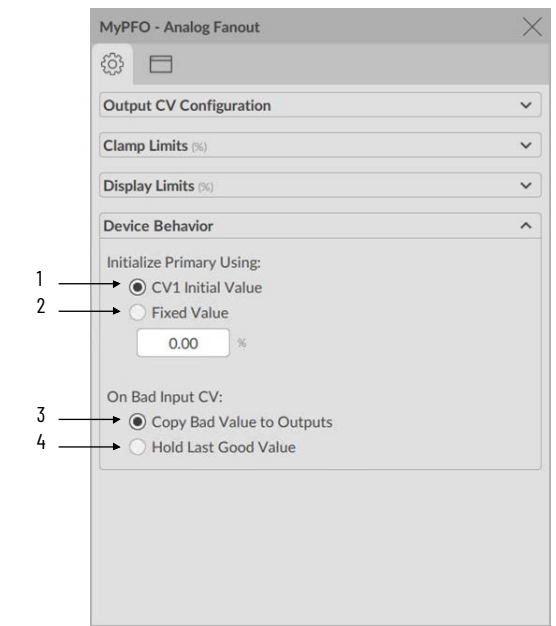 MyPFO - Analog Fanout
Output CV Configuration
Clamp Limits (%)
Display Limits (%)
Device Behavior
Initialize Primary Using:
1 CV1 Initial Value
2 Fixed Value
0.00 %
On Bad Input CV:
3 Copy Bad Value to Outputs
4 Hold Last Good Value